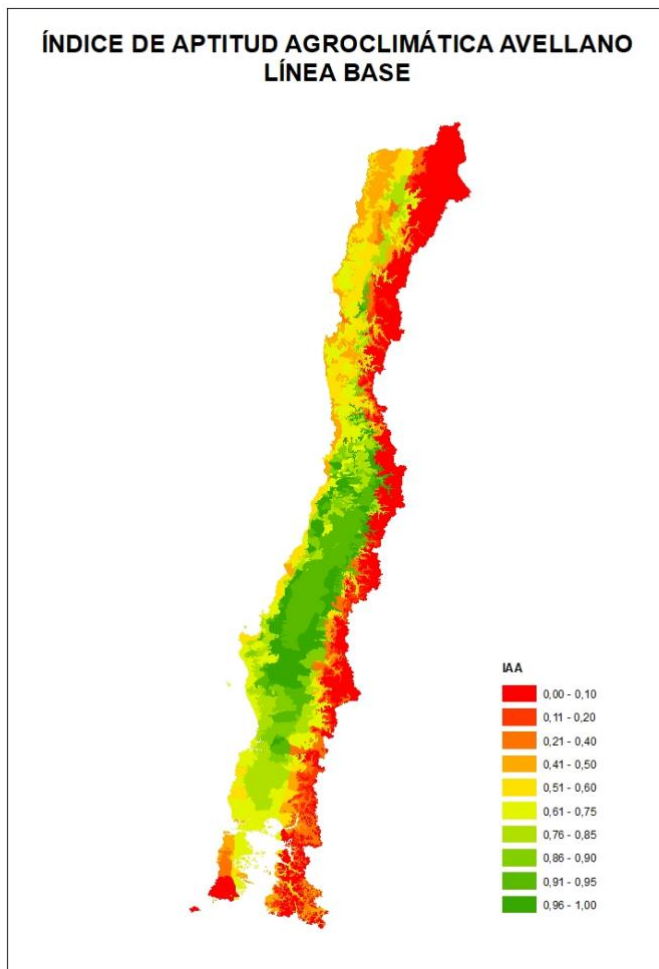 ÍNDICE DE APTITUD AGROCLIMÁTICA AVELLANO
LÍNEA BASE
IAA
0,00 - 0,10
0,11 - 0,20
0,21 - 0,40
0,41 - 0,50
0,51 - 0,60
0,61 - 0,75
0,76 - 0,85
0,86 - 0,90
0,91 - 0,95
0,96 - 1,00